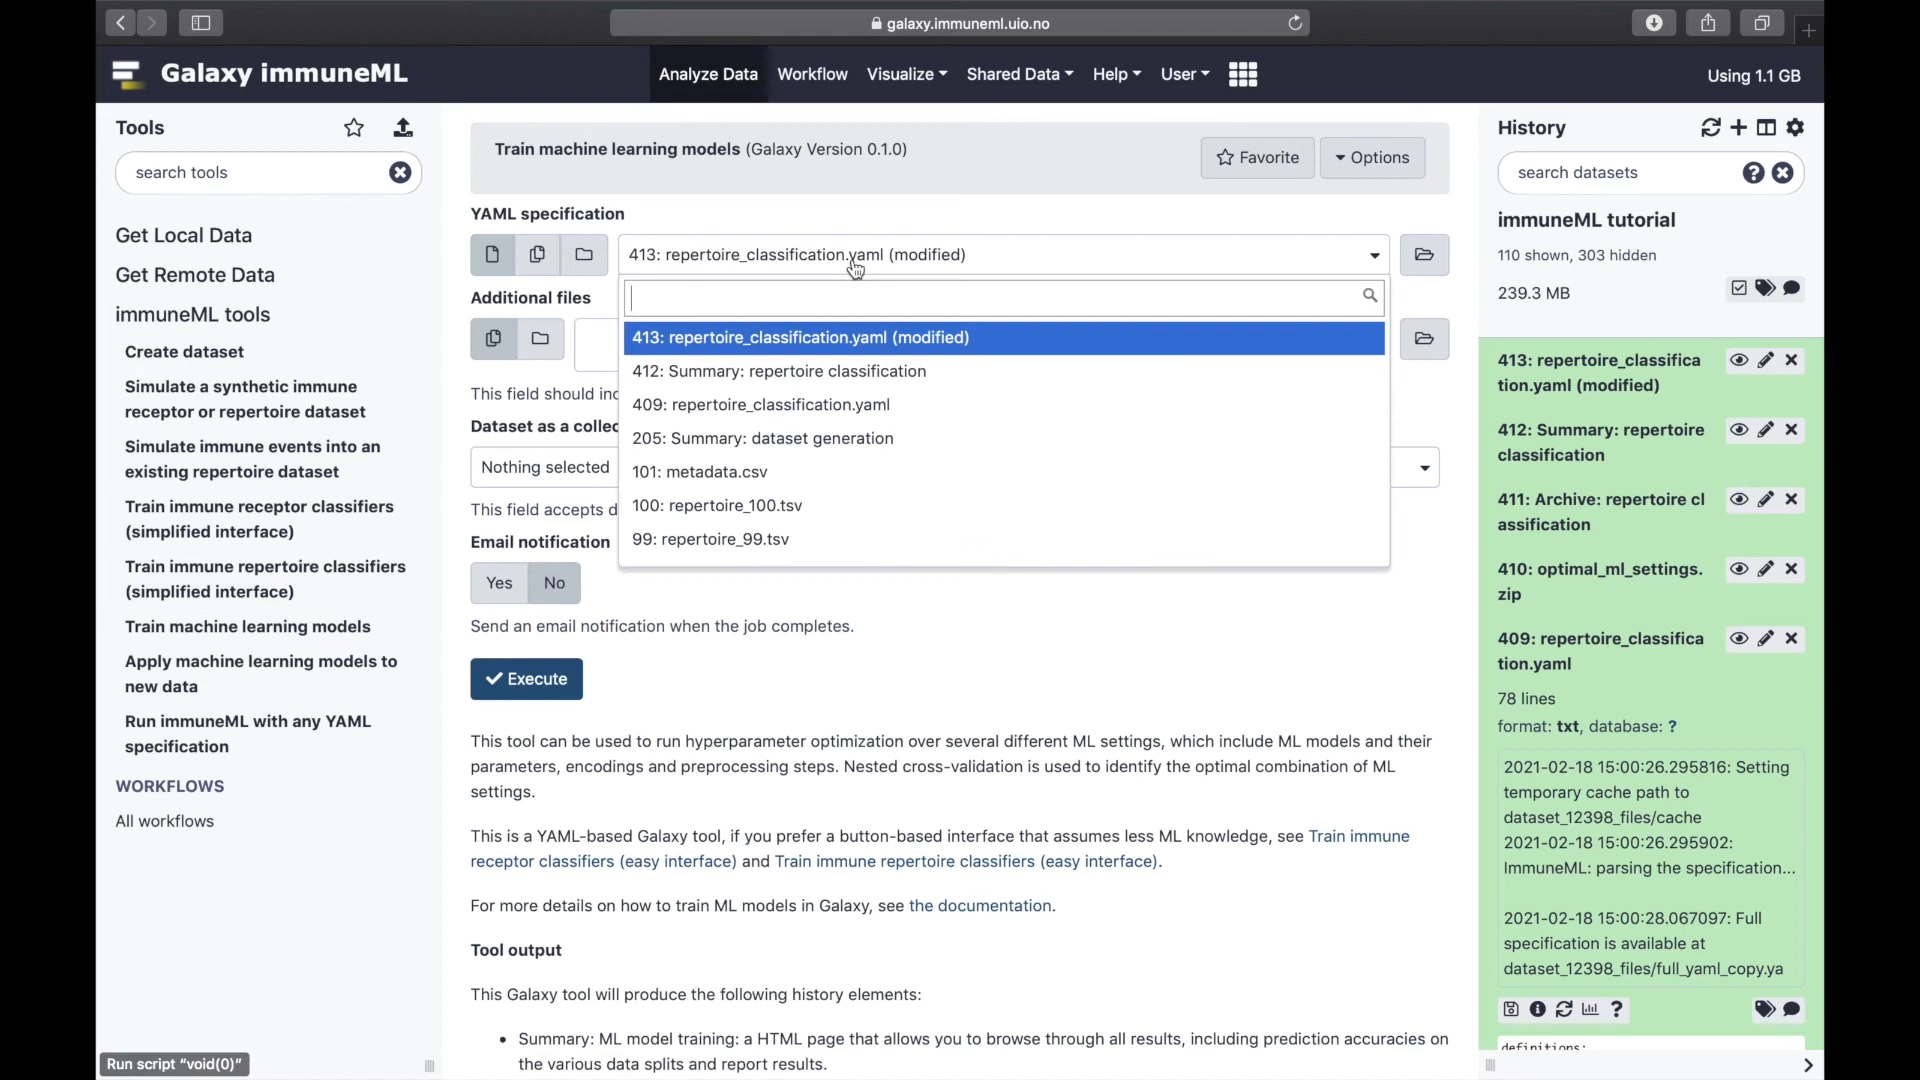 galaxy.immuneml.uio.no
Galaxy immuneML
Analyze Data
Workflow
Visualize
Shared Data
Help
User
Using 1.1 GB
Tools
search tools
Get Local Data
Get Remote Data
immuneML tools
Create dataset
Simulate a synthetic immune
receptor or repertoire dataset
Simulate immune events into an
existing repertoire dataset
Train immune receptor classifiers
(simplified interface)
Train immune repertoire classifiers
(simplified interface)
Train machine learning models
Apply machine learning models to
new data
Run immuneML with any YAML
specification
WORKFLOWS
All workflows
Run script "void(0)"
Train machine learning models (Galaxy Version 0.1.0)
Favorite
Options
YAML specification
413: repertoire_classification.yaml (modified)
Additional files
413: repertoire_classification.yaml (modified)
412: Summary: repertoire classification
409: repertoire_classification.yaml
205: Summary: dataset generation
101: metadata.csv
100: repertoire_100.tsv
99: repertoire_99.tsv
This field should inc
Dataset as a collec
Nothing selected
This field accepts d
Email notification
Yes
No
Send an email notification when the job completes.
Execute
This tool can be used to run hyperparameter optimization over several different ML settings, which include ML models and their
parameters, encodings and preprocessing steps. Nested cross-validation is used to identify the optimal combination of ML
settings.
This is a YAML-based Galaxy tool, if you prefer a button-based interface that assumes less ML knowledge, see Train immune
receptor classifiers (easy interface) and Train immune repertoire classifiers (easy interface).
For more details on how to train ML models in Galaxy, see the documentation.
Tool output
This Galaxy tool will produce the following history elements:
• Summary: ML model training: a HTML page that allows you to browse through all results, including prediction accuracies on
the various data splits and report results.
History
search datasets
immuneML tutorial
110 shown, 303 hidden
239.3 MB
413: repertoire_classifica
tion.yaml (modified)
412: Summary: repertoire
classification
411: Archive: repertoire cl
assification
410: optimal_ml_settings.
zip
409: repertoire_classifica
tion.yaml
78 lines
format: txt, database: ?
2021-02-18 15:00:26.295816: Setting
temporary cache path to
dataset_12398_files/cache
2021-02-18 15:00:26.295902:
ImmuneML: parsing the specification...
2021-02-18 15:00:28.067097: Full
specification is available at
dataset_12398_files/full_yaml_copy.ya
definitions: